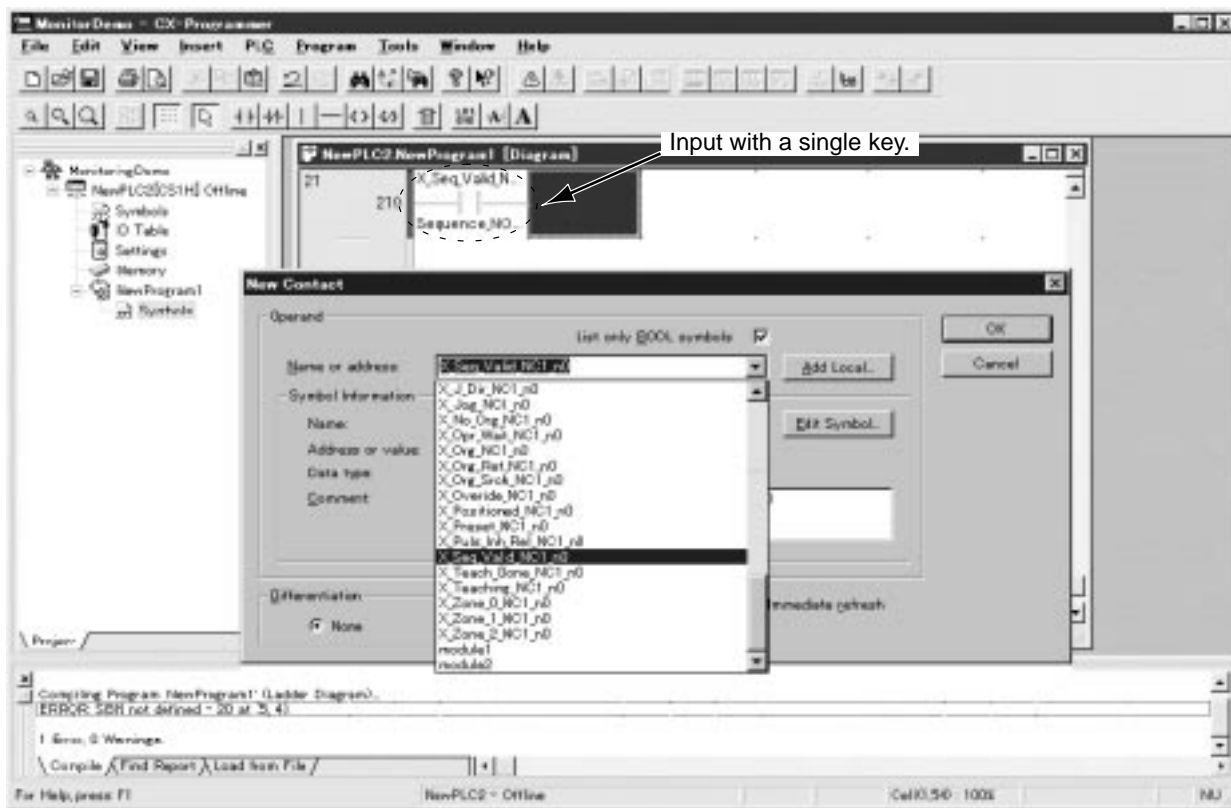 MonitorDemo - CX-Programmer
File Edit View Insert PLC Program Tools Window Help
Input with a single key.
MonitoringDemo
NewPLC2[CS1H] Offline
Symbols
IO Table
Settings
Memory
NewProgram1
Symbols
Project
NewPLC2.NewProgram1 [Diagram]
21
210
X_Seq_Valid_N...
Sequence_NO...
New Contact
Operand
List only BOOL symbols
OK
Name or address:
X_Seq_Valid_NC1_n0
Add Local...
Cancel
Symbol Information
Name:
Edit Symbol...
Address or value:
Data type:
Comment:
X_J_Dir_NC1_n0
X_Jog_NC1_n0
X_No_Org_NC1_n0
X_Opr_Wait_NC1_n0
X_Org_NC1_n0
X_Org_Ret_NC1_n0
X_Org_Srch_NC1_n0
X_Overide_NC1_n0
X_Positioned_NC1_n0
X_Preset_NC1_n0
X_Puls_Inh_Rel_NC1_n0
X_Seq_Valid_NC1_n0
X_Teach_Done_NC1_n0
X_Teaching_NC1_n0
X_Zone_0_NC1_n0
X_Zone_1_NC1_n0
X_Zone_2_NC1_n0
module1
module2
Differentiation
None
Immediate refresh
Compiling Program 'NewProgram1' (Ladder Diagram)..
ERROR: SBN not defined - 20 at 3, 4)
1 Error, 0 Warnings.
Compile Find Report Load from File
For Help, press F1
NewPLC2 - Offline
100%
NU